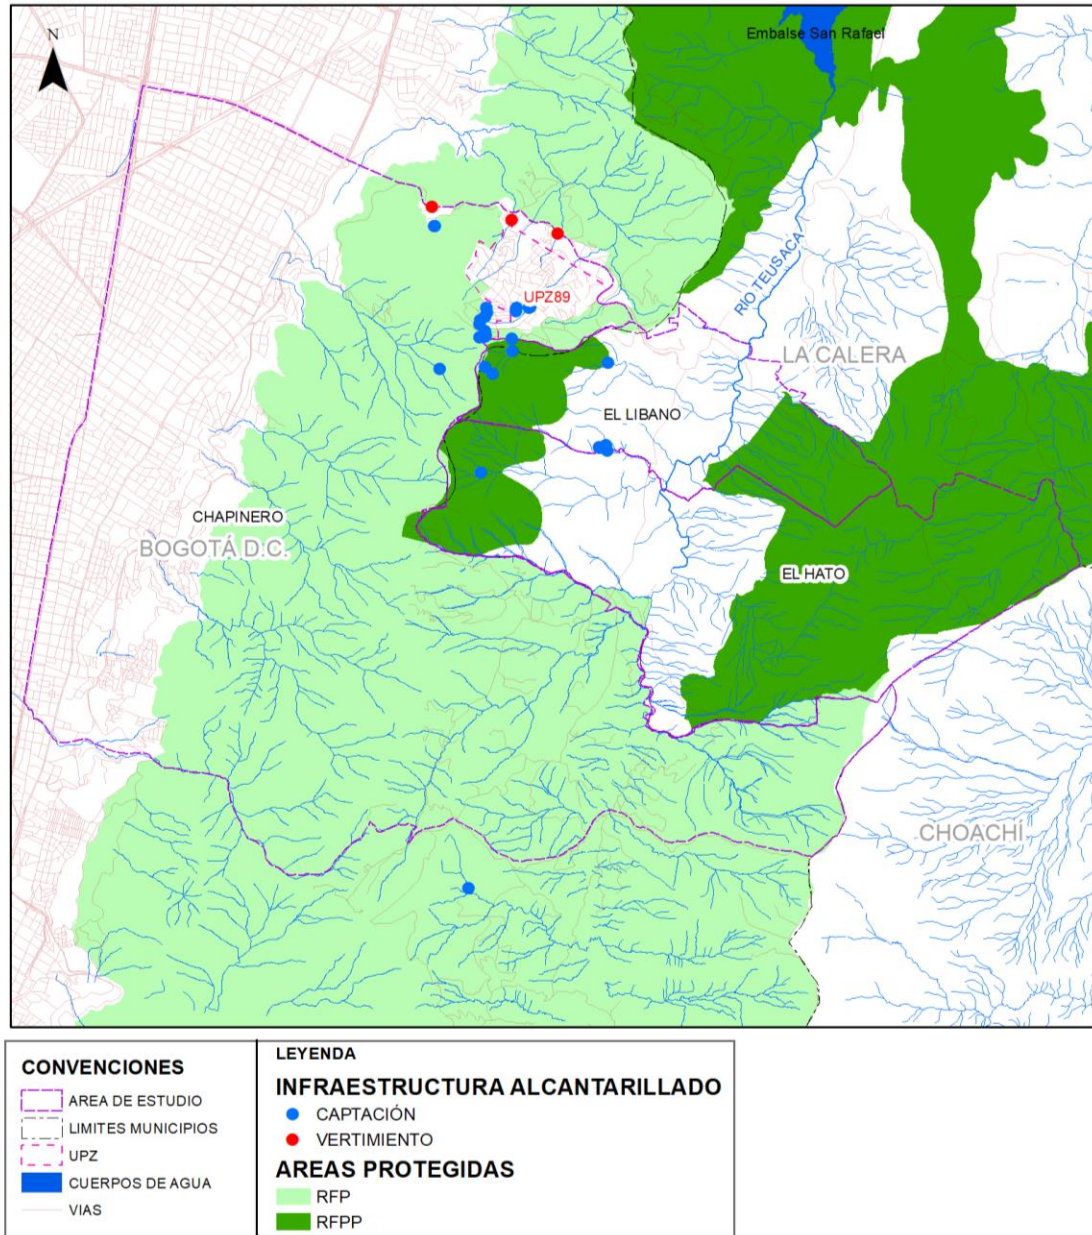 N
Embalse San Rafael
RIO TEUSACA
UPZ89
LA CALERA
EL LIBANO
CHAPINERO
BOGOTÁ D.C.
EL HATO
CHOACHÍ
CONVENCIONES
AREA DE ESTUDIO
LIMITES MUNICIPIOS
UPZ
CUERPOS DE AGUA
VIAS
LEYENDA
INFRAESTRUCTURA ALCANTARILLADO
CAPTACIÓN
VERTIMIENTO
AREAS PROTEGIDAS
RFP
RFPP